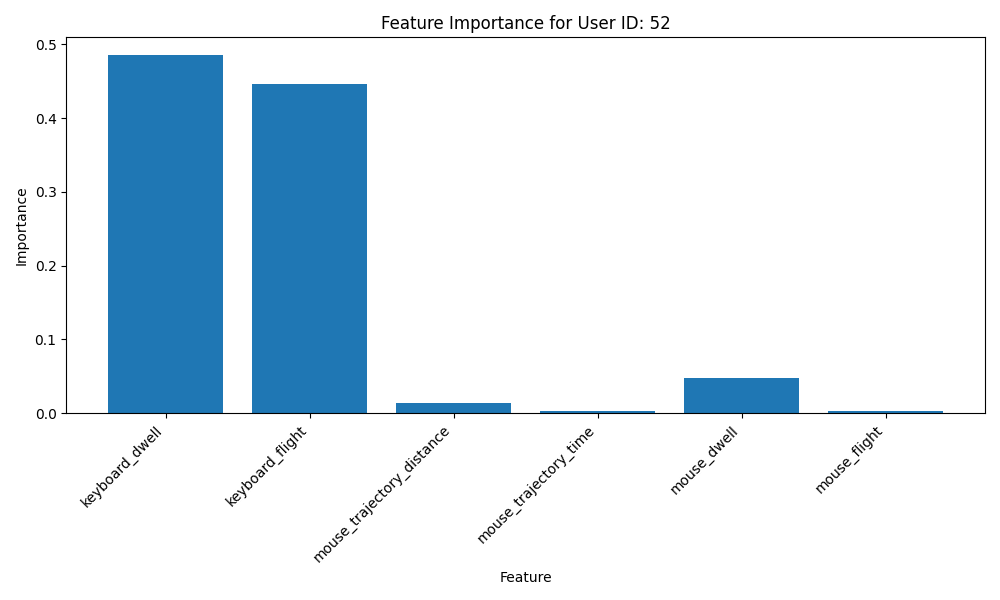 Feature Importance for User ID: 52
0.5
0.4
0.3
0.2
0.1
0.0
Importance
keyboard_dwell
keyboard_flight
mouse_trajectory_distance
mouse_trajectory_time
mouse_dwell
mouse_flight
Feature